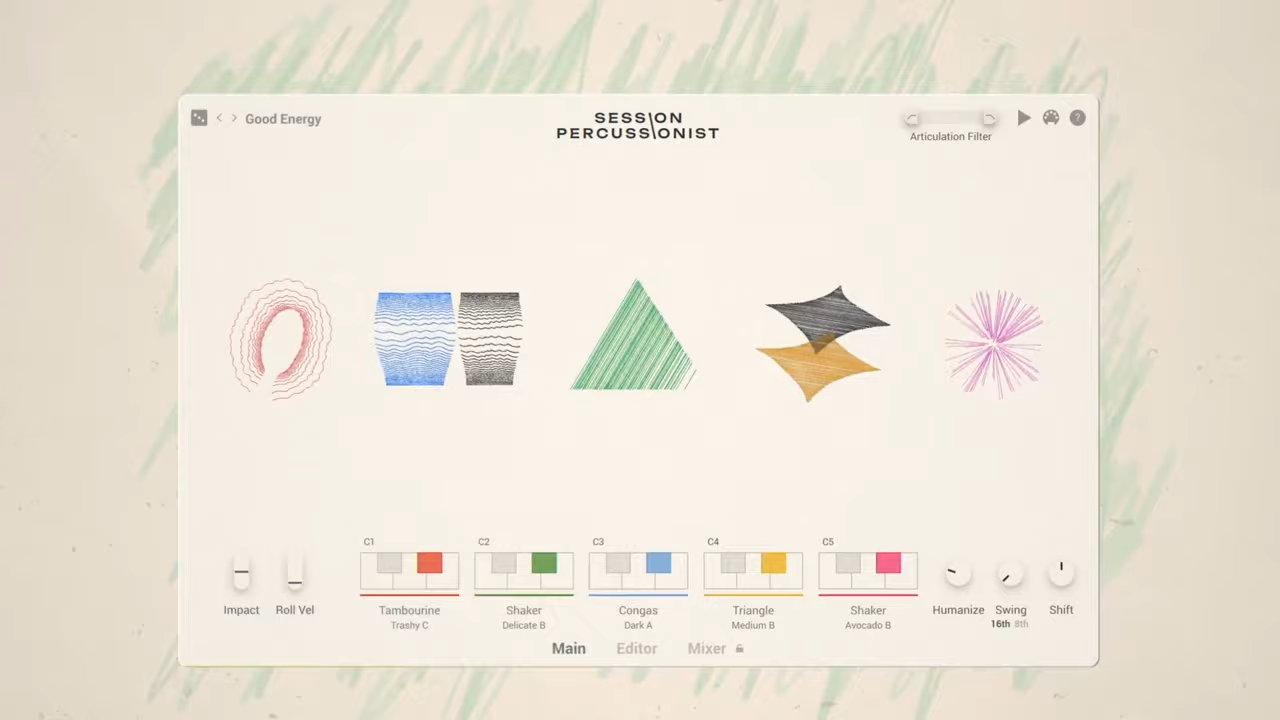 Good Energy
SESSION
PERCUSSIONIST
Articulation Filter
?
C1
C2
C3
C4
C5
Impact
Roll Vel
Tambourine
Trashy C
Shaker
Delicate B
Congas
Dark A
Triangle
Medium B
Shaker
Avocado B
Humanize
Swing
16th 8th
Shift
Main
Editor
Mixer